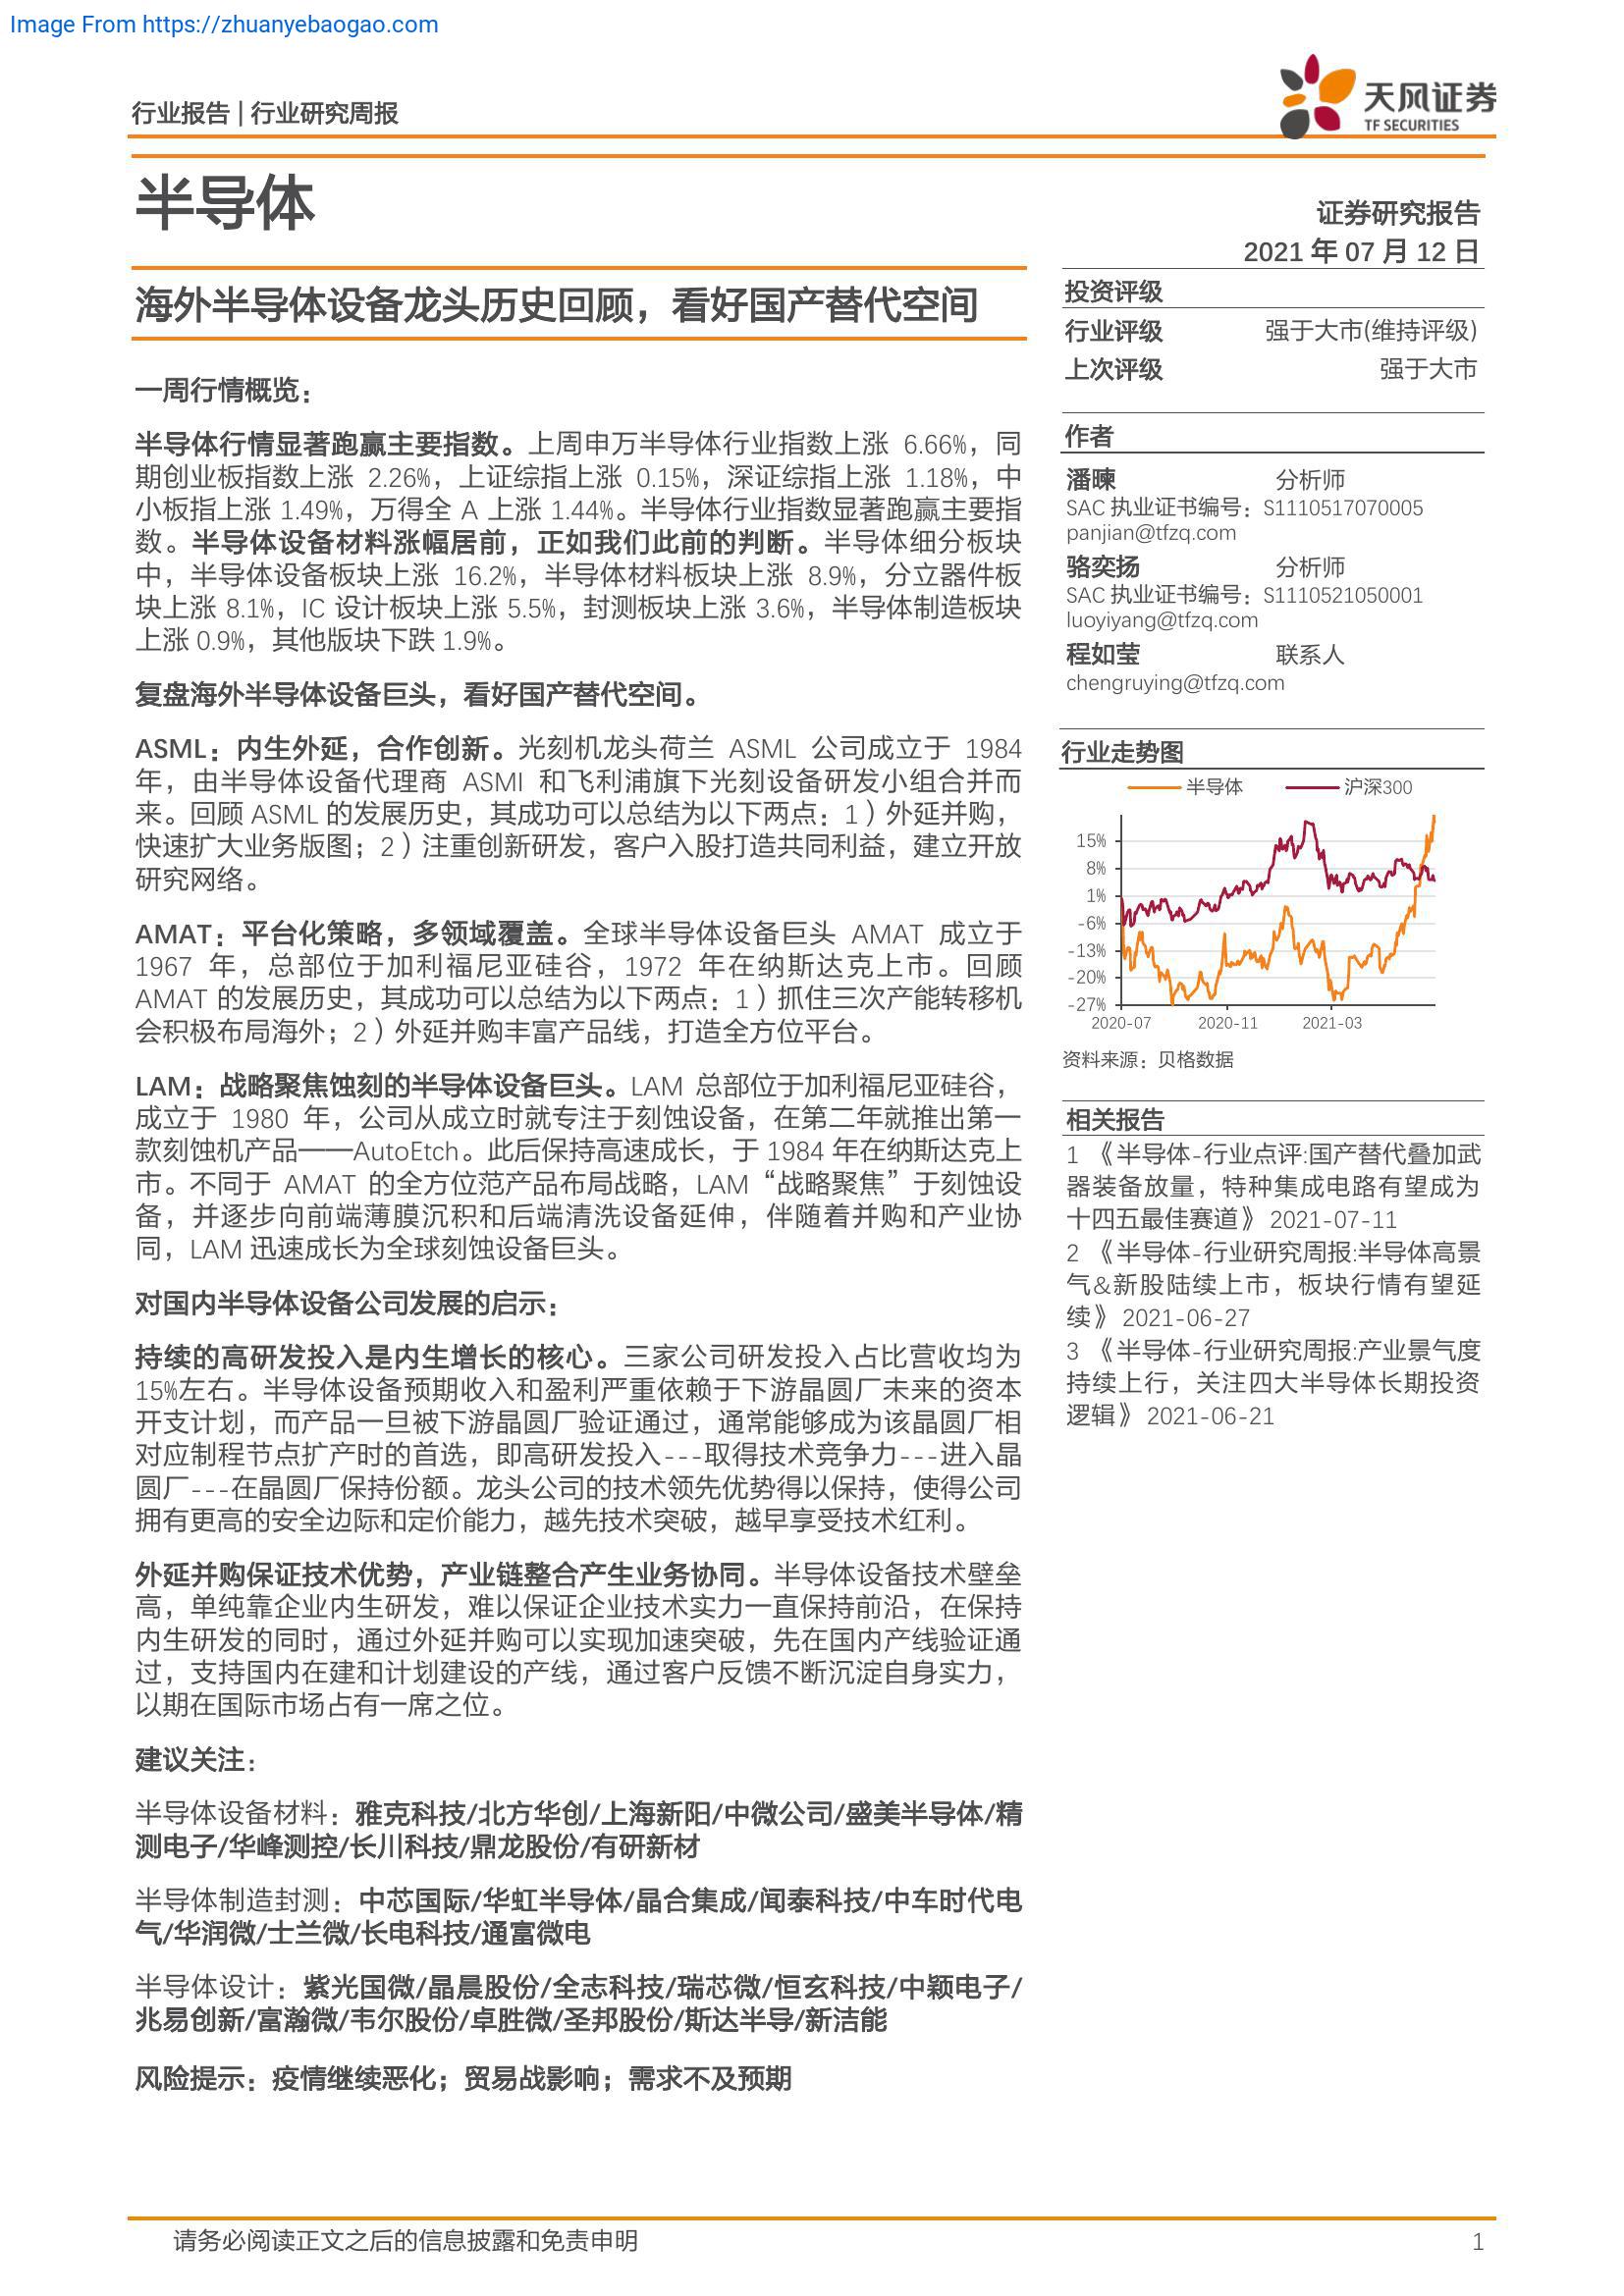 Image From https://zhuanyebaogao.com
行业报告 | 行业研究周报
天风证券
TF SECURITIES
半导体
证券研究报告
2021 年 07 月 12 日
海外半导体设备龙头历史回顾，看好国产替代空间
一周行情概览：
半导体行情显著跑赢主要指数。上周申万半导体行业指数上涨 6.66%，同
期创业板指数上涨 2.26%，上证综指上涨 0.15%，深证综指上涨 1.18%，中
小板指上涨 1.49%，万得全 A 上涨 1.44%。半导体行业指数显著跑赢主要指
数。半导体设备材料涨幅居前，正如我们此前的判断。半导体细分板块
中，半导体设备板块上涨 16.2%，半导体材料板块上涨 8.9%，分立器件板
块上涨 8.1%，IC 设计板块上涨 5.5%，封测板块上涨 3.6%，半导体制造板块
上涨 0.9%，其他版块下跌 1.9%。
复盘海外半导体设备巨头，看好国产替代空间。
ASML：内生外延，合作创新。光刻机龙头荷兰 ASML 公司成立于 1984
年，由半导体设备代理商 ASMI 和飞利浦旗下光刻设备研发小组合并而
来。回顾 ASML 的发展历史，其成功可以总结为以下两点：1）外延并购，
快速扩大业务版图；2）注重创新研发，客户入股打造共同利益，建立开放
研究网络。
AMAT：平台化策略，多领域覆盖。全球半导体设备巨头 AMAT 成立于
1967 年，总部位于加利福尼亚硅谷，1972 年在纳斯达克上市。回顾
AMAT 的发展历史，其成功可以总结为以下两点：1）抓住三次产能转移机
会积极布局海外；2）外延并购丰富产品线，打造全方位平台。
LAM：战略聚焦蚀刻的半导体设备巨头。LAM 总部位于加利福尼亚硅谷，
成立于 1980 年，公司从成立时就专注于刻蚀设备，在第二年就推出第一
款刻蚀机产品——AutoEtch。此后保持高速成长，于 1984 年在纳斯达克上
市。不同于 AMAT 的全方位范产品布局战略，LAM“战略聚焦”于刻蚀设
备，并逐步向前端薄膜沉积和后端清洗设备延伸，伴随着并购和产业协
同，LAM 迅速成长为全球刻蚀设备巨头。
对国内半导体设备公司发展的启示：
持续的高研发投入是内生增长的核心。三家公司研发投入占比营收均为
15%左右。半导体设备预期收入和盈利严重依赖于下游晶圆厂未来的资本
开支计划，而产品一旦被下游晶圆厂验证通过，通常能够成为该晶圆厂相
对应制程节点扩产时的首选，即高研发投入---取得技术竞争力---进入晶
圆厂---在晶圆厂保持份额。龙头公司的技术领先优势得以保持，使得公司
拥有更高的安全边际和定价能力，越先技术突破，越早享受技术红利。
外延并购保证技术优势，产业链整合产生业务协同。半导体设备技术壁垒
高，单纯靠企业内生研发，难以保证企业技术实力一直保持前沿，在保持
内生研发的同时，通过外延并购可以实现加速突破，先在国内产线验证通
过，支持国内在建和计划建设的产线，通过客户反馈不断沉淀自身实力，
以期在国际市场占有一席之位。
建议关注：
半导体设备材料：雅克科技/北方华创/上海新阳/中微公司/盛美半导体/精
测电子/华峰测控/长川科技/鼎龙股份/有研新材
半导体制造封测：中芯国际/华虹半导体/晶合集成/闻泰科技/中车时代电
气/华润微/士兰微/长电科技/通富微电
半导体设计：紫光国微/晶晨股份/全志科技/瑞芯微/恒玄科技/中颖电子/
兆易创新/富瀚微/韦尔股份/卓胜微/圣邦股份/斯达半导/新洁能
风险提示：疫情继续恶化；贸易战影响；需求不及预期
投资评级
行业评级 强于大市(维持评级)
上次评级 强于大市
作者
潘暕 分析师
SAC 执业证书编号：S1110517070005
panjian@tfzq.com
骆奕扬 分析师
SAC 执业证书编号：S1110521050001
luoyiyang@tfzq.com
程如莹 联系人
chengruying@tfzq.com
行业走势图
半导体 沪深300
15%
8%
1%
-6%
-13%
-20%
-27%
2020-07 2020-11 2021-03
资料来源：贝格数据
相关报告
1 《半导体-行业点评:国产替代叠加武
器装备放量，特种集成电路有望成为
十四五最佳赛道》 2021-07-11
2 《半导体-行业研究周报:半导体高景
气&新股陆续上市，板块行情有望延
续》 2021-06-27
3 《半导体-行业研究周报:产业景气度
持续上行，关注四大半导体长期投资
逻辑》 2021-06-21
请务必阅读正文之后的信息披露和免责申明 1